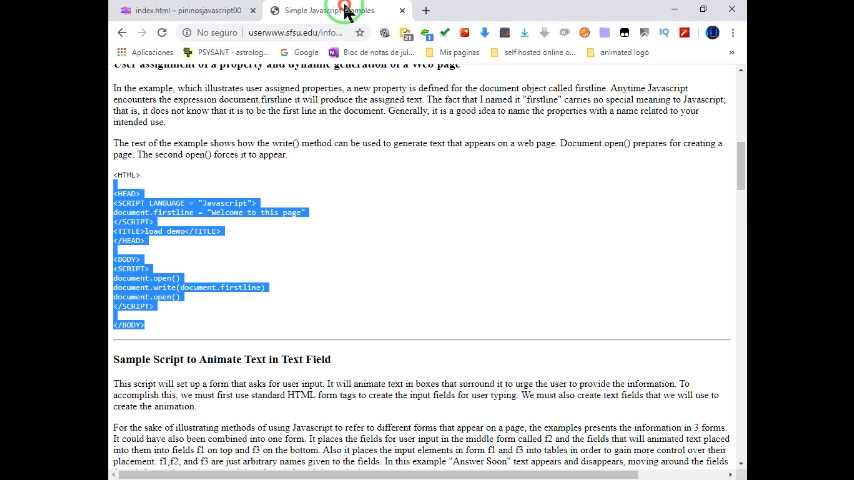 index.html – pininosjavascript00
Simple Javascript Examples
No seguro
userwww.sfsu.edu/info...
21
1
IQ
Aplicaciones
PSYSANT - astrolog...
Google
Bloc de notas de jul...
Mis paginas
self hosted online o...
animated logo
»
User assignment of a property and dynamic generation of a Web page
In the example, which illustrates user assigned properties, a new property is defined for the document object called firstline. Anytime Javascript
encounters the expression document.firstline it will produce the assigned text. The fact that I named it "firstline" carries no special meaning to Javascript;
that is, it does not know that it is to be the first line in the document. Generally, it is a good idea to name the properties with a name related to your
intended use.
The rest of the example shows how the write() method can be used to generate text that appears on a web page. Document.open() prepares for creating a
page. The second open() forces it to appear.
<HTML>
<HEAD>
<SCRIPT LANGUAGE = "Javascript">
document.firstline = "Welcome to this page"
</SCRIPT>
<TITLE>load demo</TITLE>
</HEAD>
<BODY>
<SCRIPT>
document.open()
document.write(document.firstline)
document.open()
</SCRIPT>
</BODY>
Sample Script to Animate Text in Text Field
This script will set up a form that asks for user input. It will animate text in boxes that surround it to urge the user to provide the information. To
accomplish this, we must first use standard HTML form tags to create the input fields for user typing. We must also create text fields that we will use to
create the animation.
For the sake of illustrating methods of using Javascript to refer to different forms that appear on a page, the examples presents the information in 3 forms.
It could have also been combined into one form. It places the fields for user input in the middle form called f2 and the fields that will animated text placed
into them into fields f1 on top and f3 on the bottom. Also it places the input elements in form f1 and f3 into tables in order to gain more control over their
placement. f1,f2, and f3 are just arbitrary names given to the fields. In this example "Answer Soon" text appears and disappears, moving around the fields